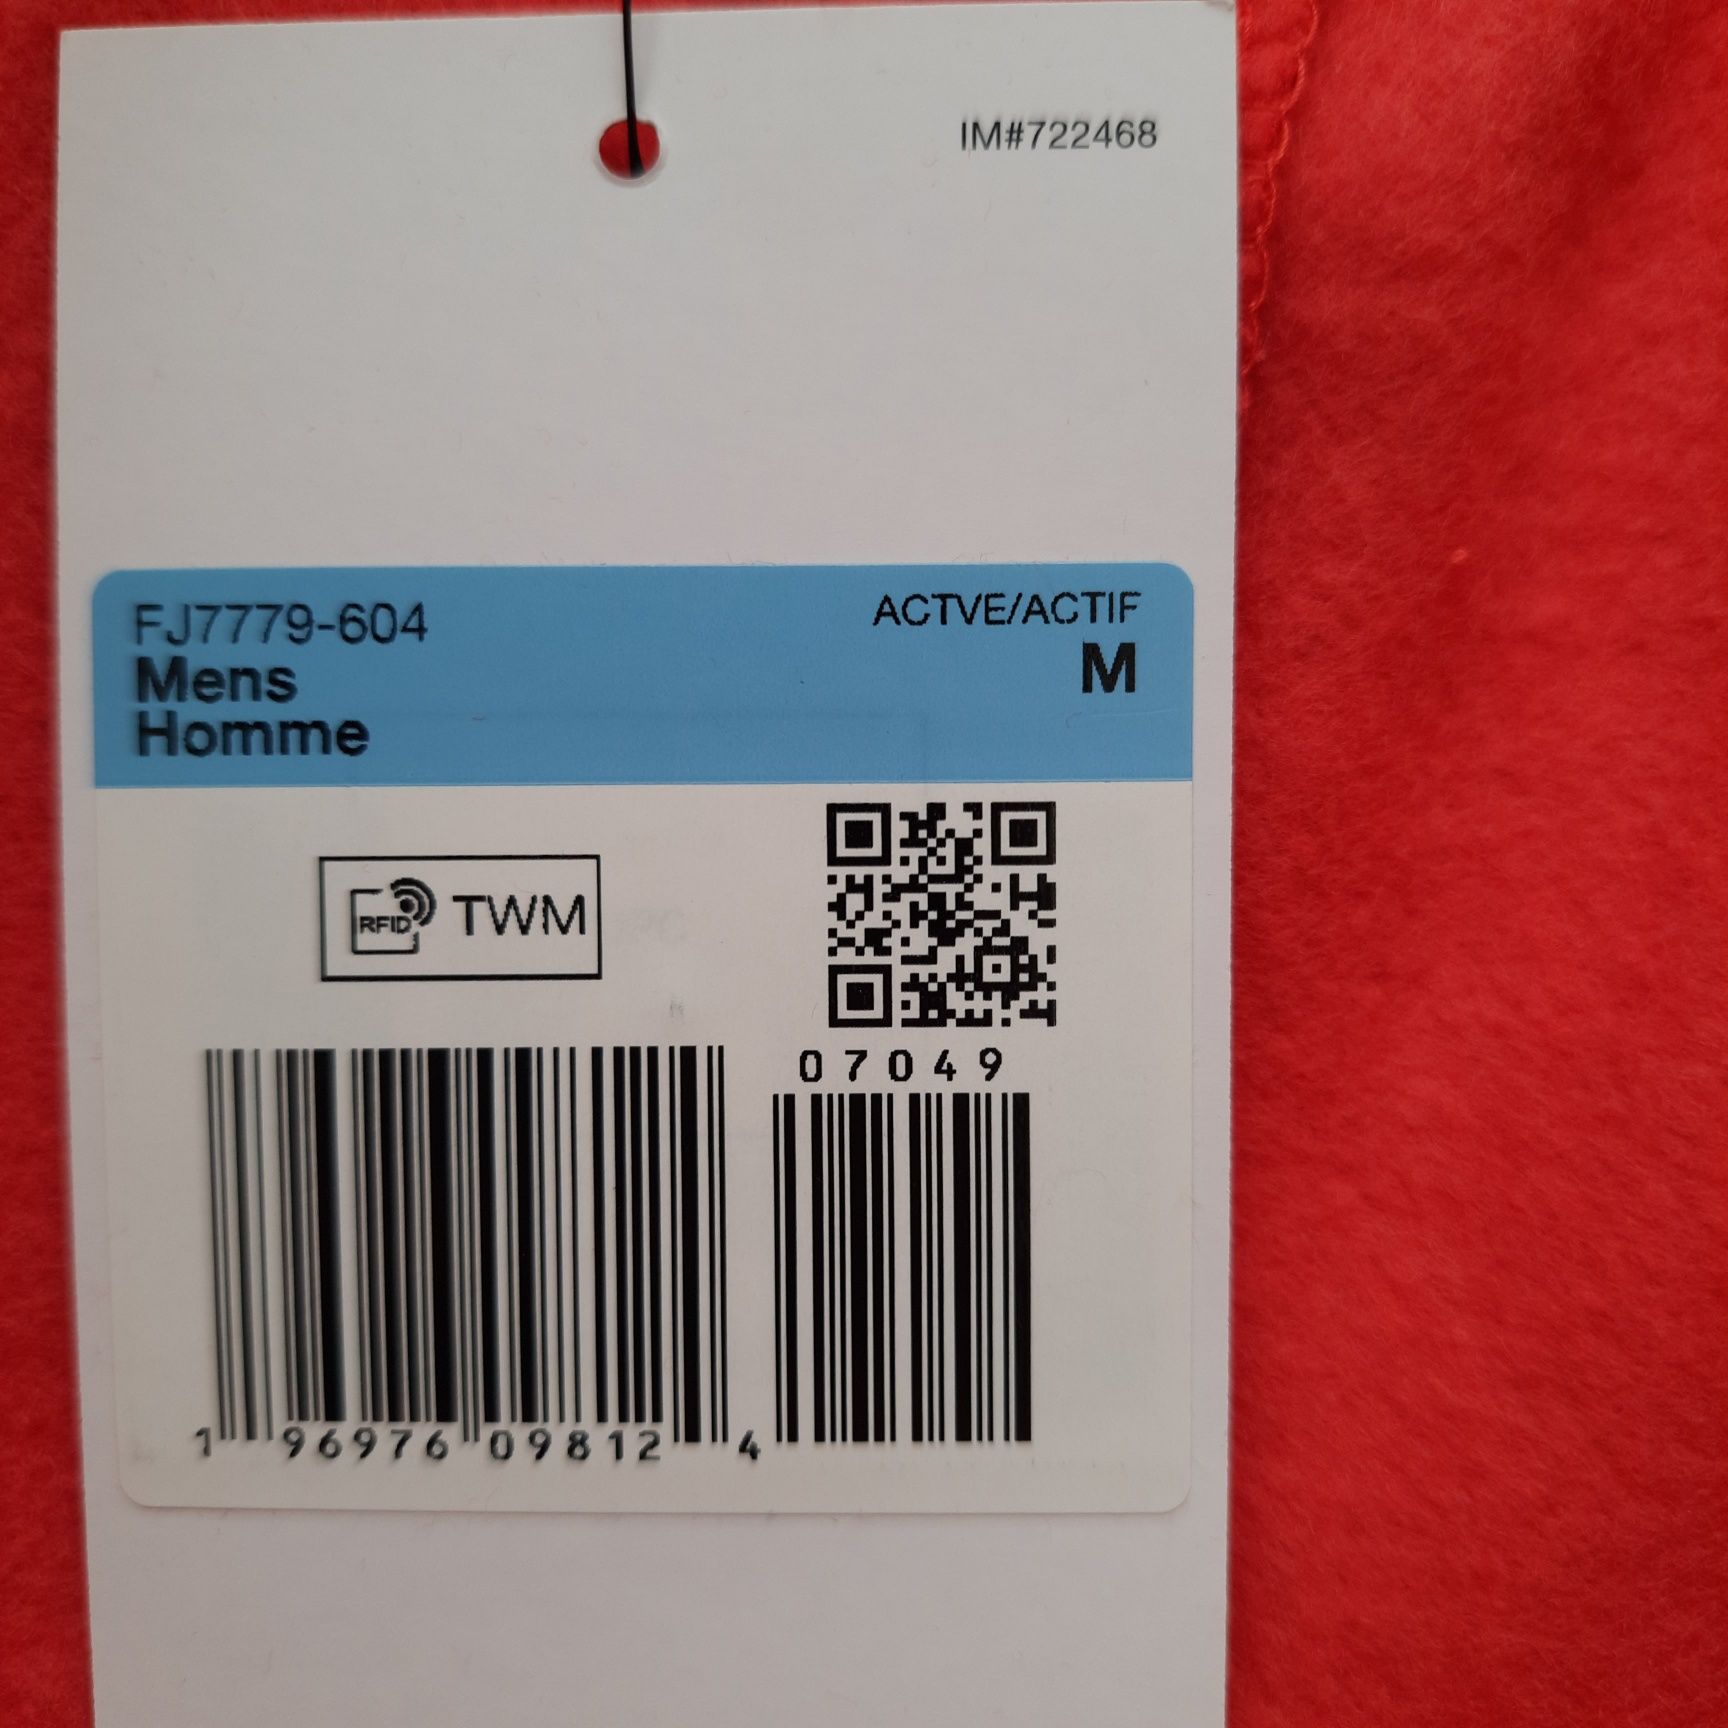 IM#722468
FJ7779-604
ACTVE/ACTIF
Mens
M
Homme
RFID TWM
07049
1 96976 09812 4